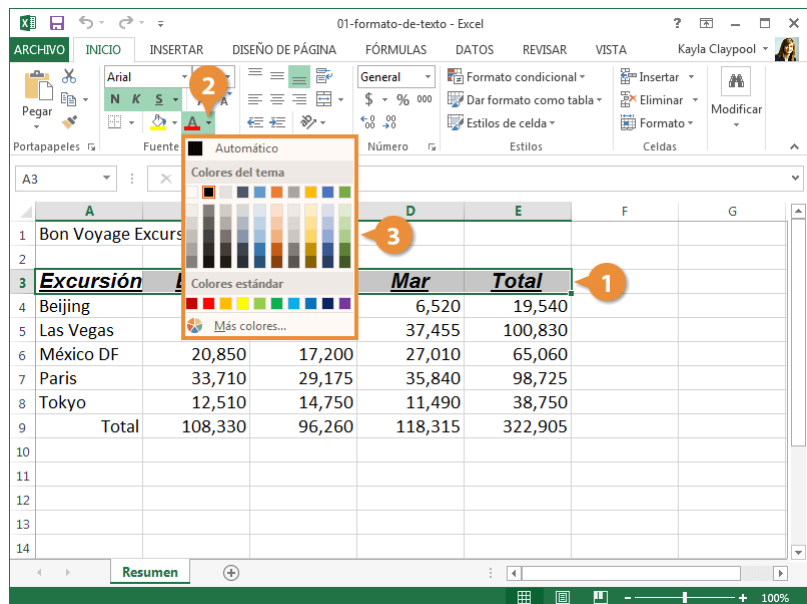 01-formato-de-texto - Excel ?
ARCHIVO INICIO INSERTAR DISEÑO DE PÁGINA FÓRMULAS DATOS REVISAR VISTA Kayla Claypool
Arial General Formato condicional Insertar
2
Pegar N K S A $ - % 000 Dar formato como tabla Eliminar Modificar
A Estilos de celda Formato
Portapapeles Fuente Número Estilos Celdas
Automático
A3
Colores del tema
A D E F G
1 Bon Voyage Excurs
3
2
3 Excursión Mar Total
1
Colores estándar
4 Beijing 6,520 19,540
Más colores...
5 Las Vegas 37,455 100,830
6 México DF 20,850 17,200 27,010 65,060
7 Paris 33,710 29,175 35,840 98,725
8 Tokyo 12,510 14,750 11,490 38,750
9 Total 108,330 96,260 118,315 322,905
10
11
12
13
14
Resumen
100%